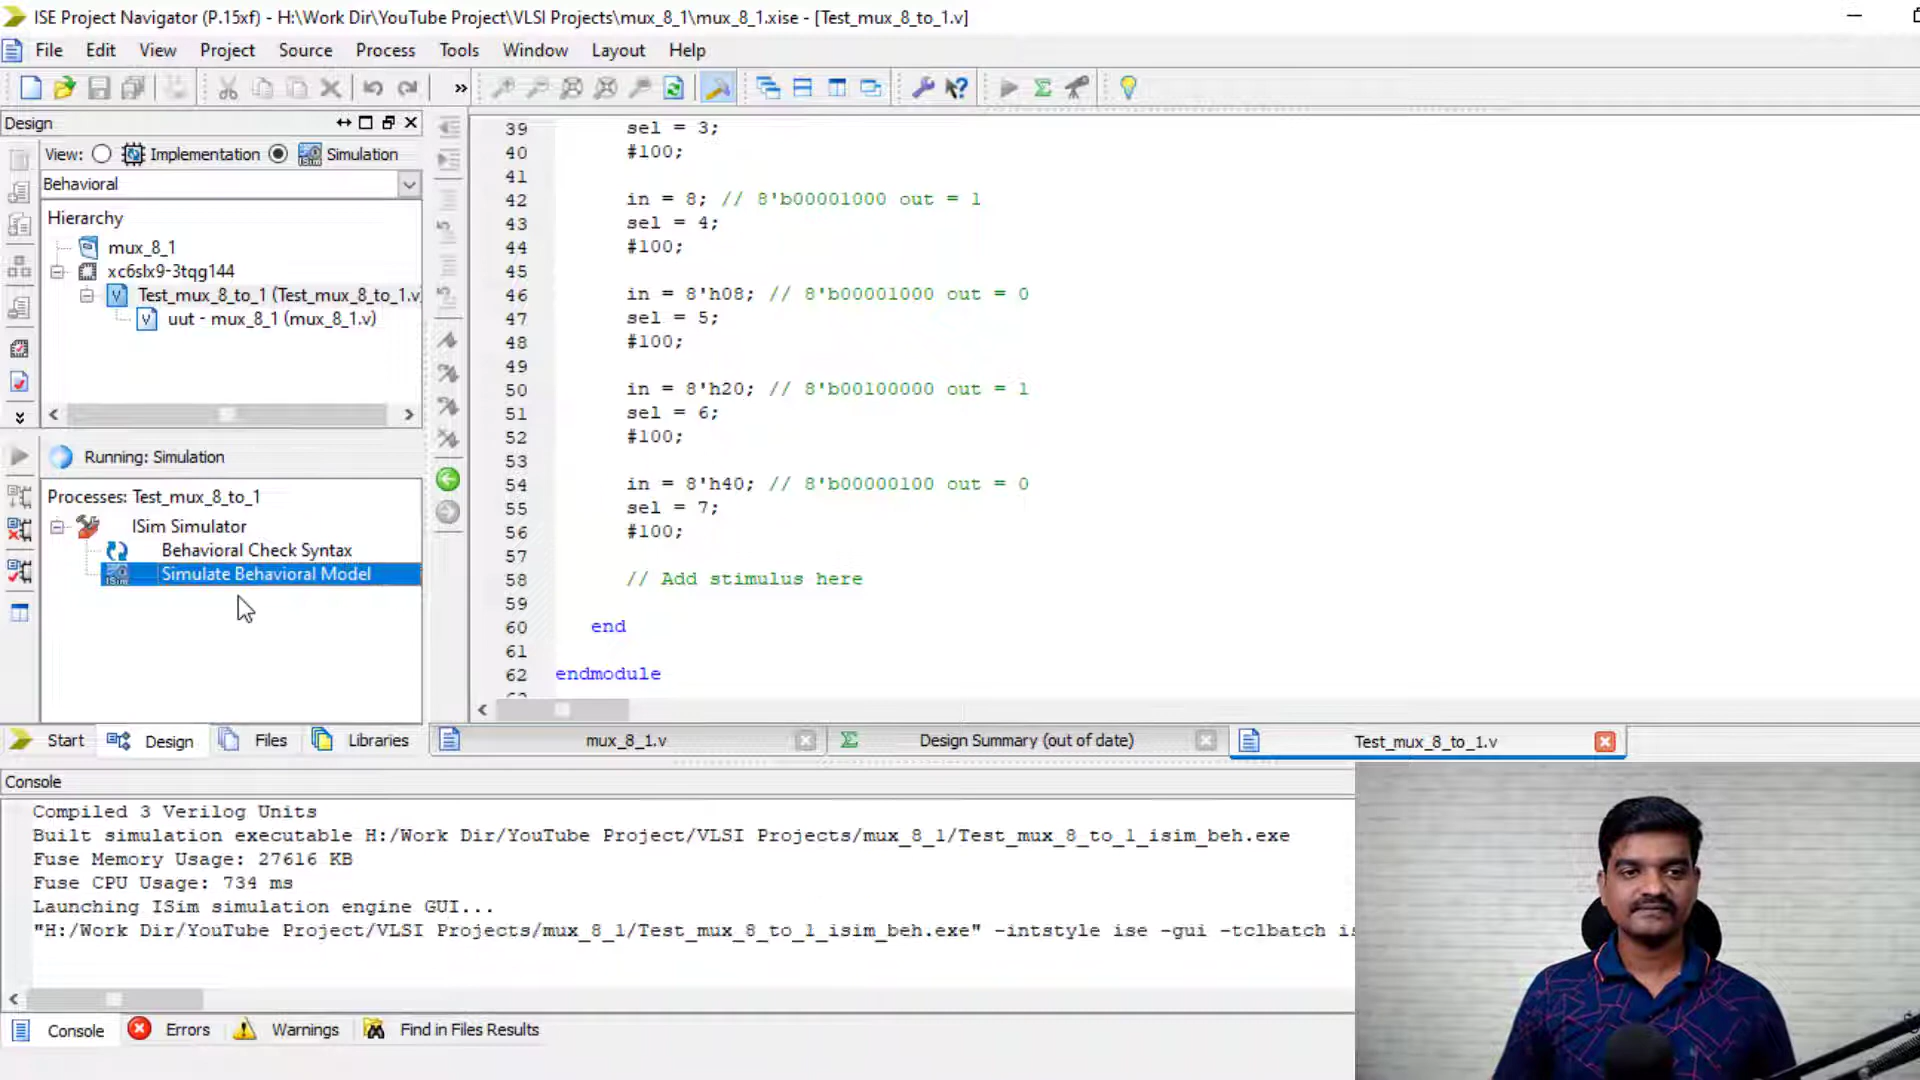 ISE Project Navigator (P.15xf) - H:\Work Dir\YouTube Project\VLSI Projects\mux_8_1\mux_8_1.xise - [Test_mux_8_to_1.v]
File Edit View Project Source Process Tools Window Layout Help
»
Design
View: Implementation Simulation
Behavioral
Hierarchy
mux_8_1
xc6slx9-3tqg144
Test_mux_8_to_1 (Test_mux_8_to_1.v
uut - mux_8_1 (mux_8_1.v)
Running: Simulation
Processes: Test_mux_8_to_1
ISim Simulator
Behavioral Check Syntax
Simulate Behavioral Model
Start Design Files Libraries
39 sel = 3;
40 #100;
41
42 in = 8; // 8'b00001000 out = 1
43 sel = 4;
44 #100;
45
46 in = 8'h08; // 8'b00001000 out = 0
47 sel = 5;
48 #100;
49
50 in = 8'h20; // 8'b00100000 out = 1
51 sel = 6;
52 #100;
53
54 in = 8'h40; // 8'b00000100 out = 0
55 sel = 7;
56 #100;
57
58 // Add stimulus here
59
60 end
61
62 endmodule
mux_8_1.v Design Summary (out of date) Test_mux_8_to_1.v
Console
Compiled 3 Verilog Units
Built simulation executable H:/Work Dir/YouTube Project/VLSI Projects/mux_8_1/Test_mux_8_to_1_isim_beh.exe
Fuse Memory Usage: 27616 KB
Fuse CPU Usage: 734 ms
Launching ISim simulation engine GUI...
"H:/Work Dir/YouTube Project/VLSI Projects/mux_8_1/Test_mux_8_to_1_isim_beh.exe" -intstyle ise -gui -tclbatch is
Console Errors Warnings Find in Files Results